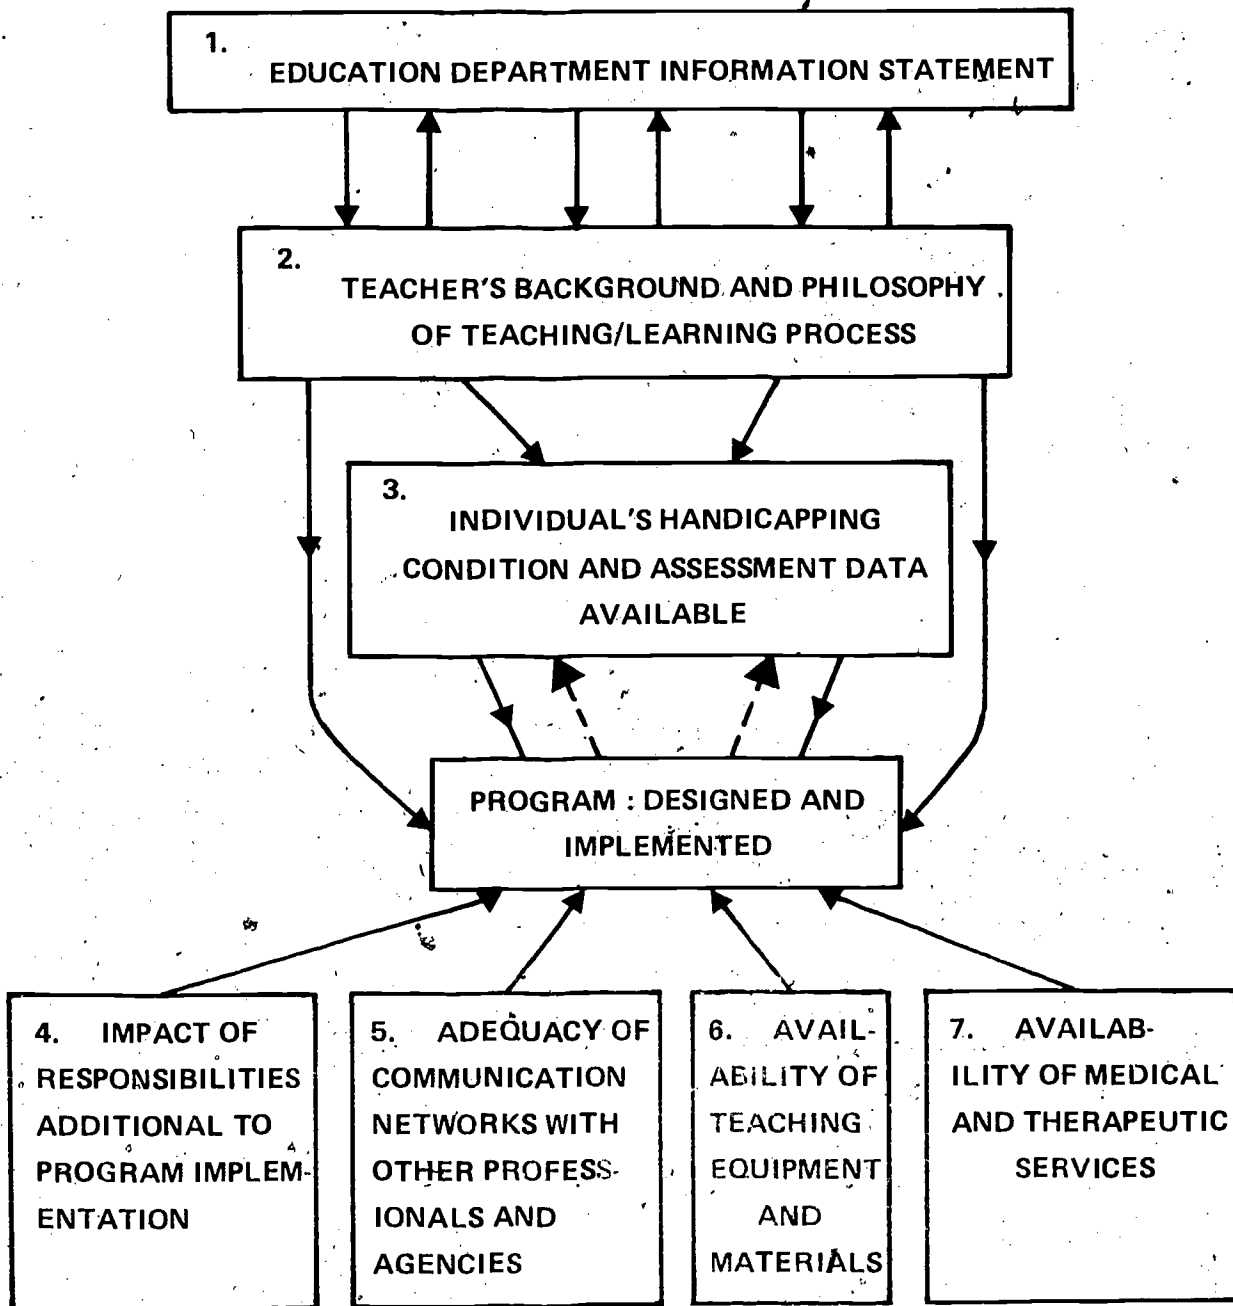 1.
EDUCATION DEPARTMENT INFORMATION STATEMENT
2.
TEACHER'S BACKGROUND AND PHILOSOPHY
OF TEACHING/LEARNING PROCESS
3.
INDIVIDUAL'S HANDICAPPING
CONDITION AND ASSESSMENT DATA
AVAILABLE
PROGRAM : DESIGNED AND
IMPLEMENTED
4. IMPACT OF
RESPONSIBILITIES
ADDITIONAL TO
PROGRAM IMPLEM-
ENTATION
5. ADEQUACY OF
COMMUNICATION
NETWORKS WITH
OTHER PROFESS-
IONALS AND
AGENCIES
6. AVAIL-
ABILITY OF
TEACHING
EQUIPMENT
AND
MATERIALS
7. AVAILAB-
ILITY OF MEDICAL
AND THERAPEUTIC
SERVICES